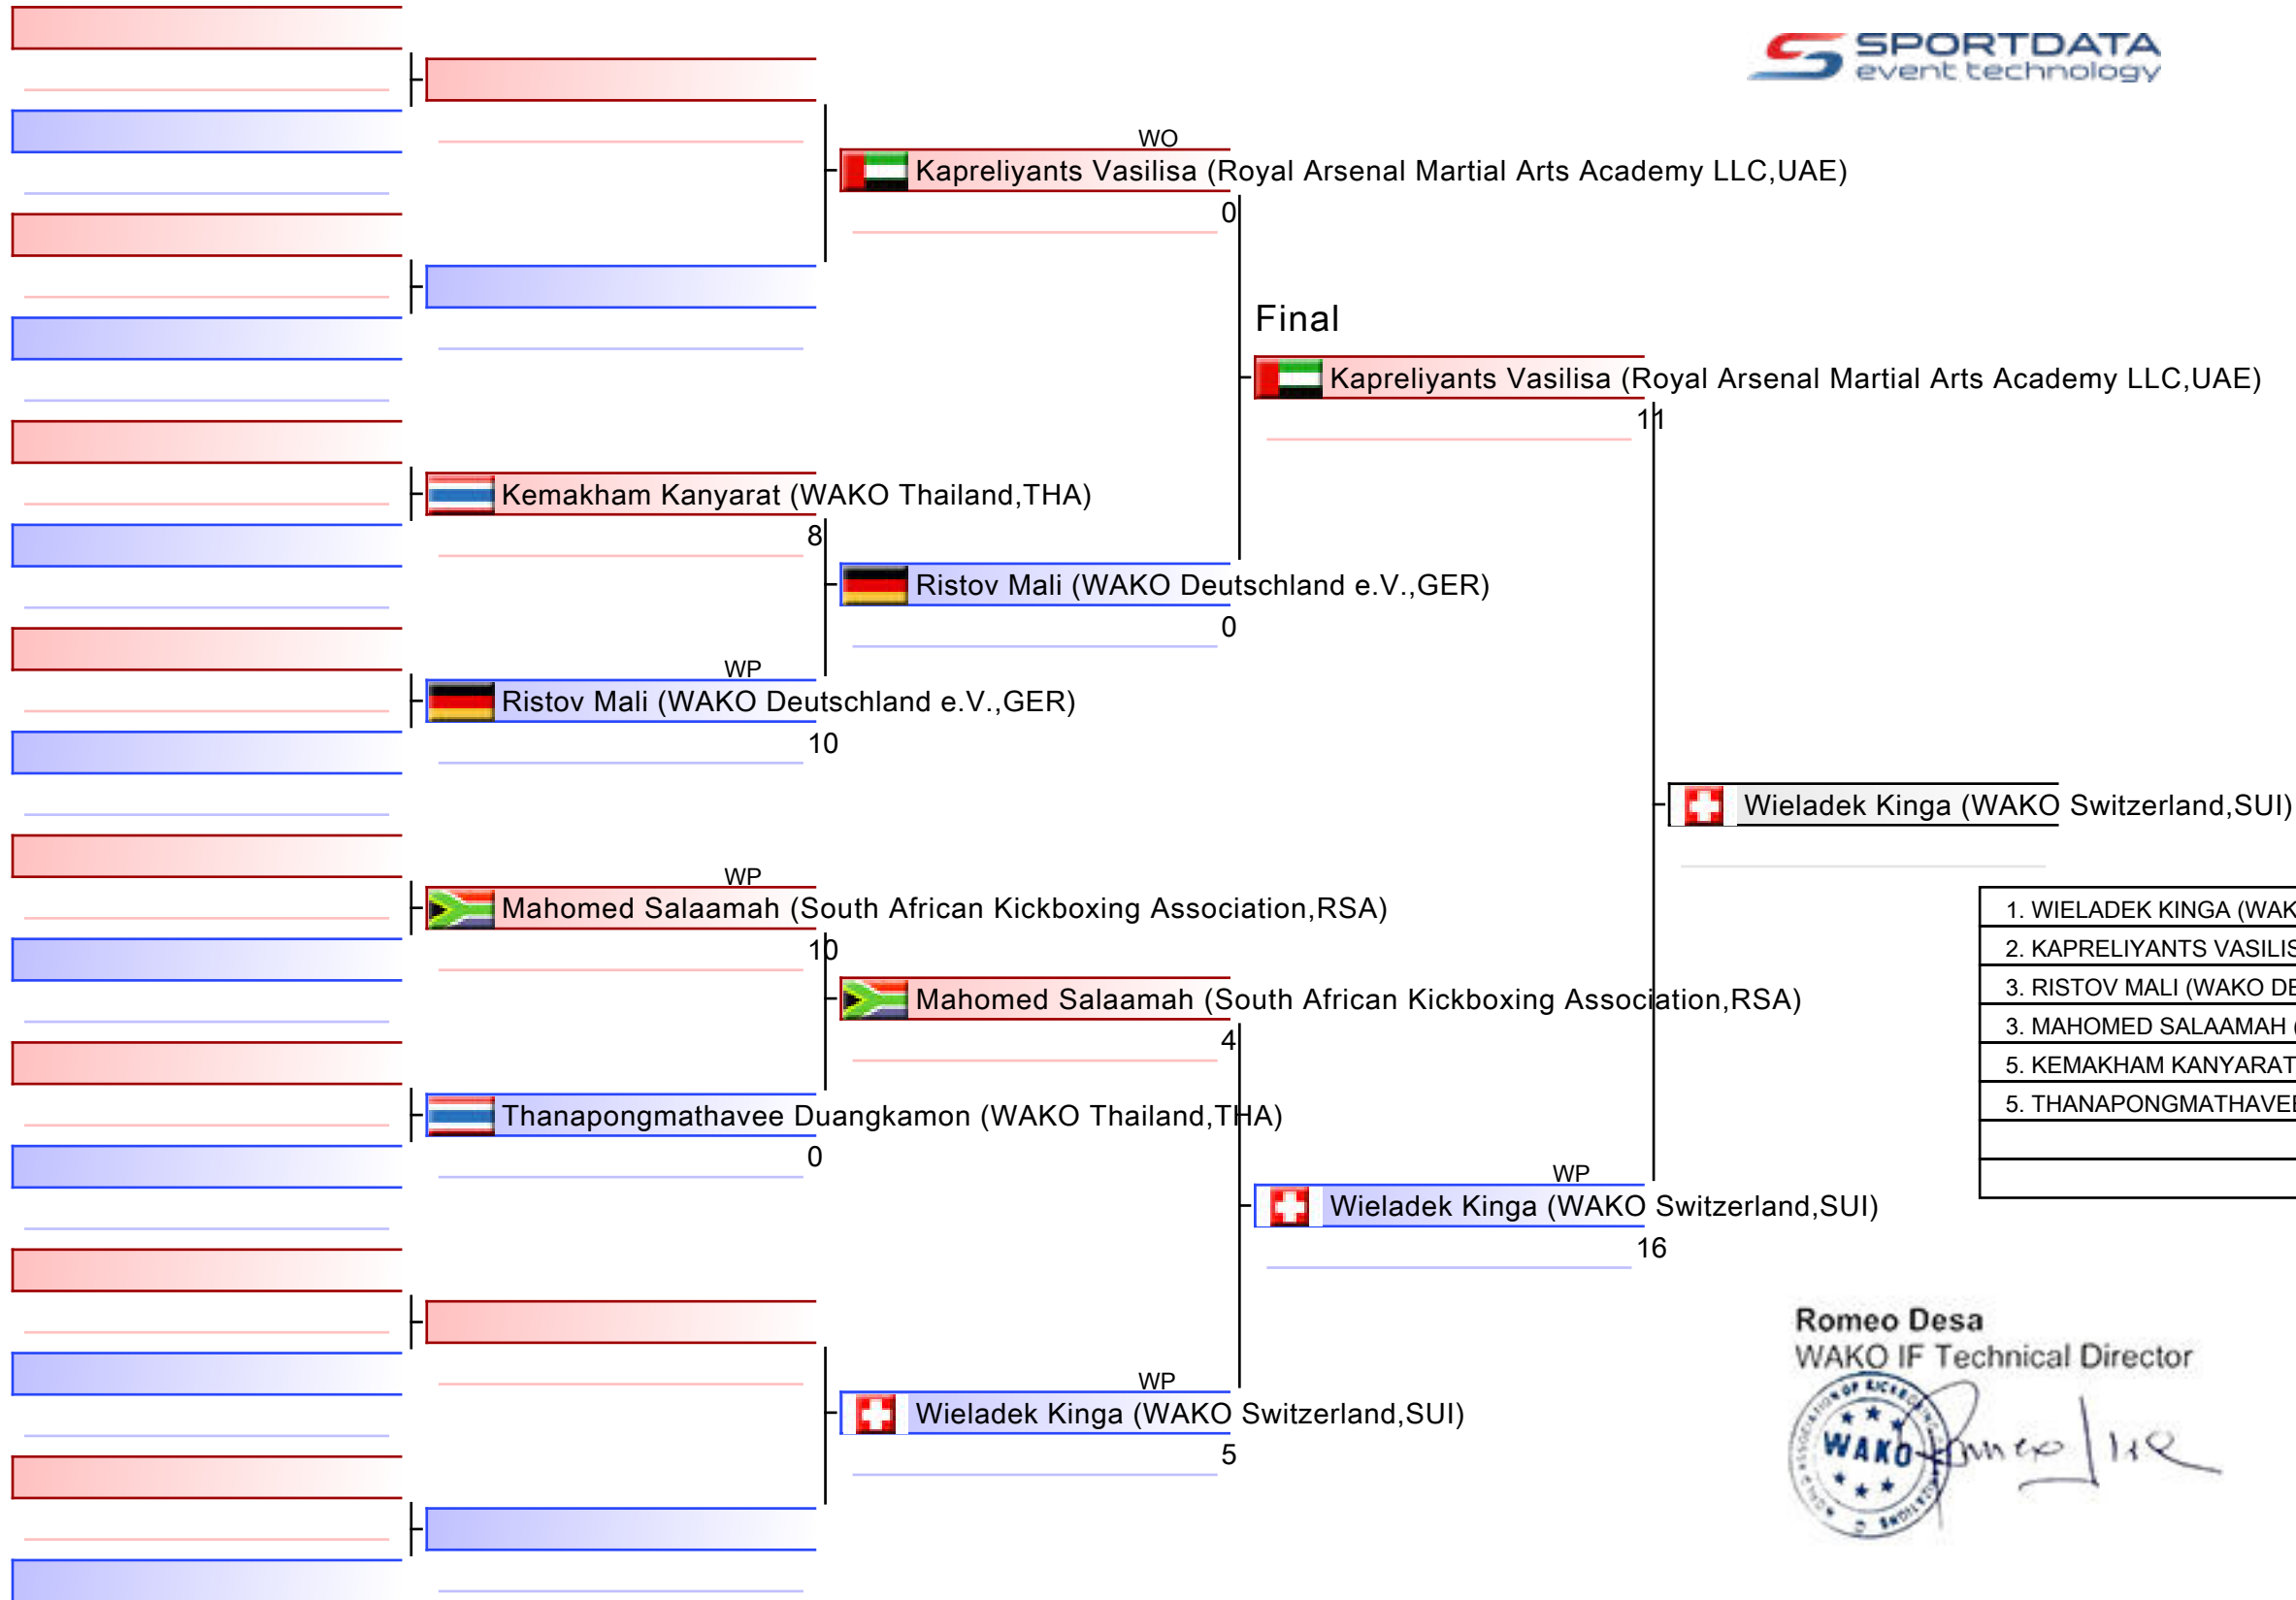 SPORTDATA
event technology
WO
Kapreliyants Vasilisa (Royal Arsenal Martial Arts Academy LLC,UAE)
0
Final
Kapreliyants Vasilisa (Royal Arsenal Martial Arts Academy LLC,UAE)
11
Kemakham Kanyarat (WAKO Thailand,THA)
8
Ristov Mali (WAKO Deutschland e.V.,GER)
0
WP
Ristov Mali (WAKO Deutschland e.V.,GER)
10
Wieladek Kinga (WAKO Switzerland,SUI)
WP
Mahomed Salaamah (South African Kickboxing Association,RSA)
10
Mahomed Salaamah (South African Kickboxing Association,RSA)
4
Thanapongmathavee Duangkamon (WAKO Thailand,THA)
0
WP
Wieladek Kinga (WAKO Switzerland,SUI)
16
WP
Wieladek Kinga (WAKO Switzerland,SUI)
5
1. WIELADEK KINGA (WAK
2. KAPRELIYANTS VASILIS
3. RISTOV MALI (WAKO DE
3. MAHOMED SALAAMAH (
5. KEMAKHAM KANYARAT
5. THANAPONGMATHAVEE
Romeo Desa
WAKO IF Technical Director
WAKO